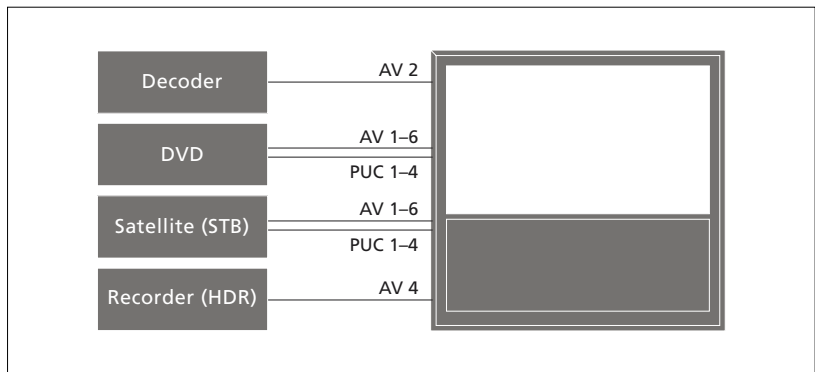 Decoder
AV 2
DVD
AV 1–6
PUC 1–4
Satellite (STB)
AV 1–6
PUC 1–4
Recorder (HDR)
AV 4